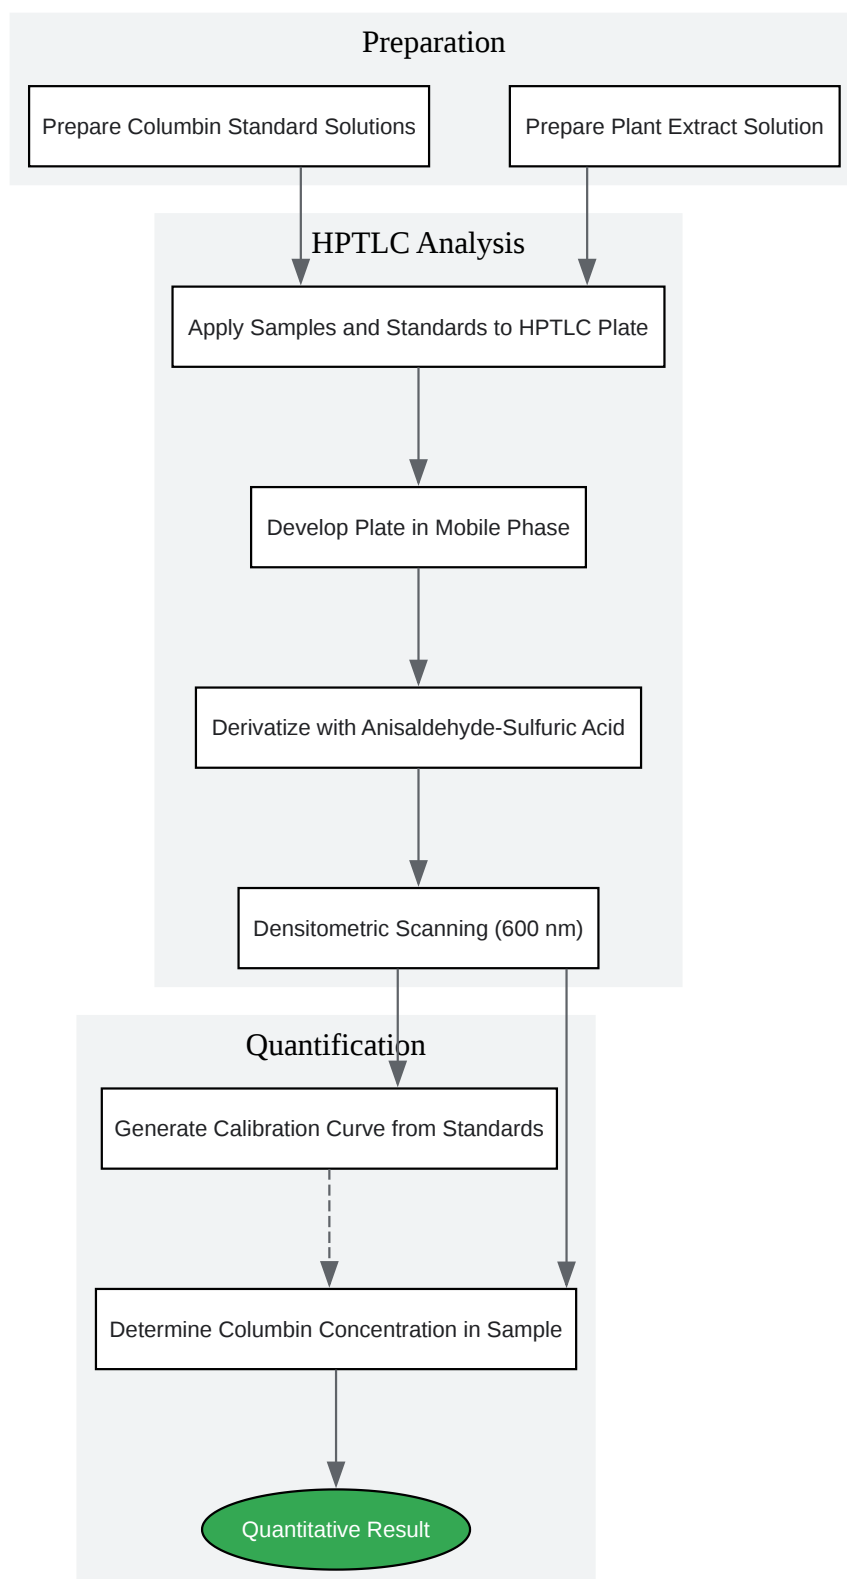 Preparation
Prepare Columbin Standard Solutions
Prepare Plant Extract Solution
HPTLC Analysis
Apply Samples and Standards to HPTLC Plate
Develop Plate in Mobile Phase
Derivatize with Anisaldehyde-Sulfuric Acid
Densitometric Scanning (600 nm)
Quantification
Generate Calibration Curve from Standards
Determine Columbin Concentration in Sample
Quantitative Result